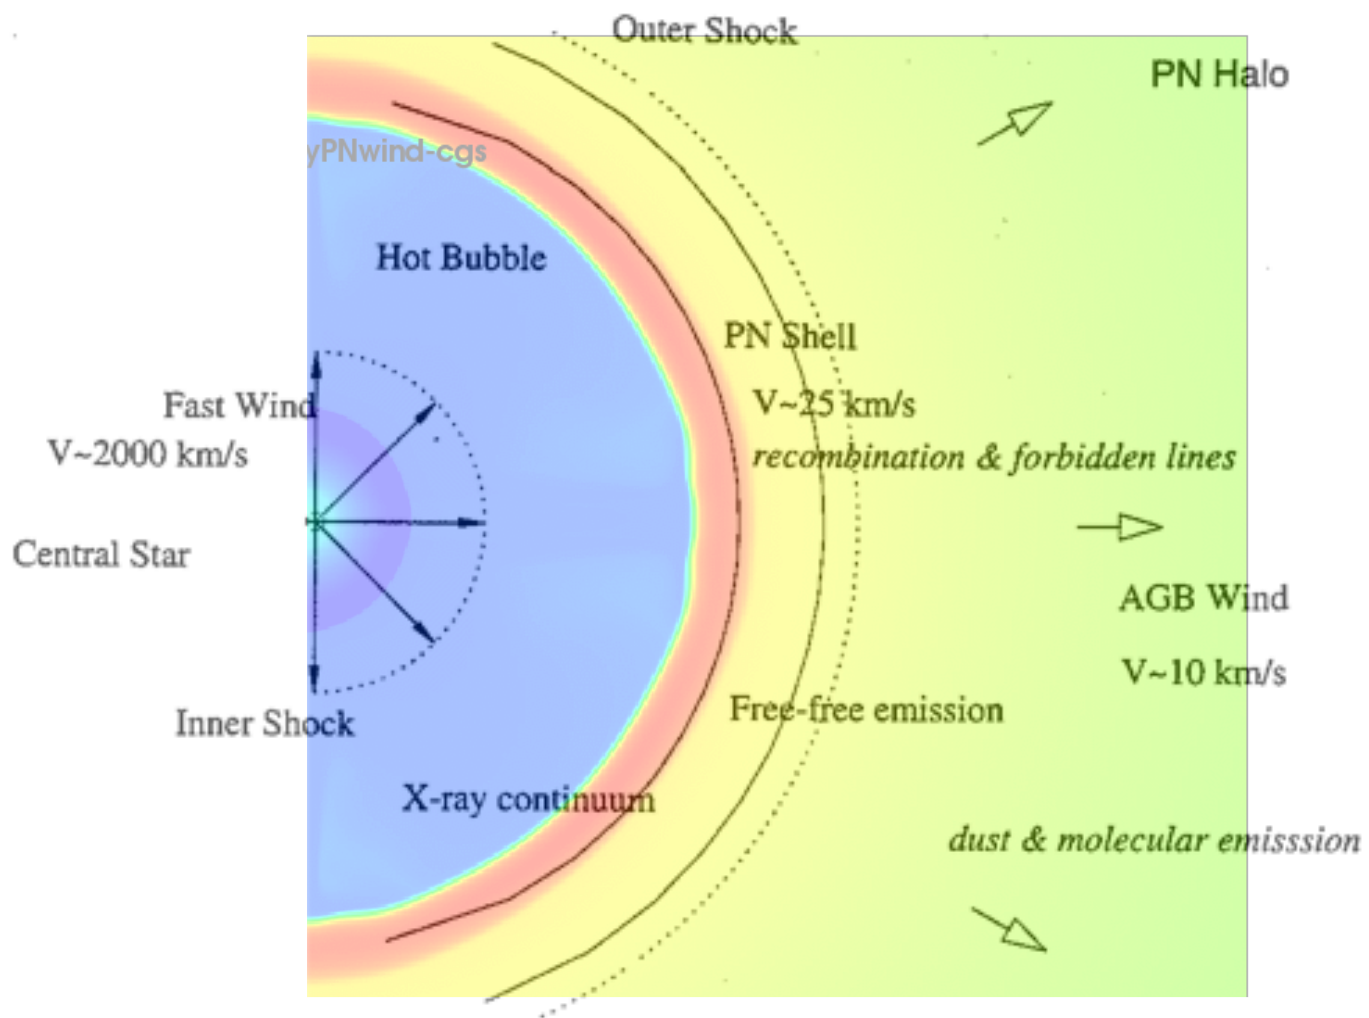 Outer Shock
PN Halo
yPNwind-cgs
Hot Bubble
PN Shell
Fast Wind
V~25 km/s
V~2000 km/s
recombination & forbidden lines
Central Star
AGB Wind
V~10 km/s
Free-free emission
Inner Shock
X-ray continuum
dust & molecular emisssion